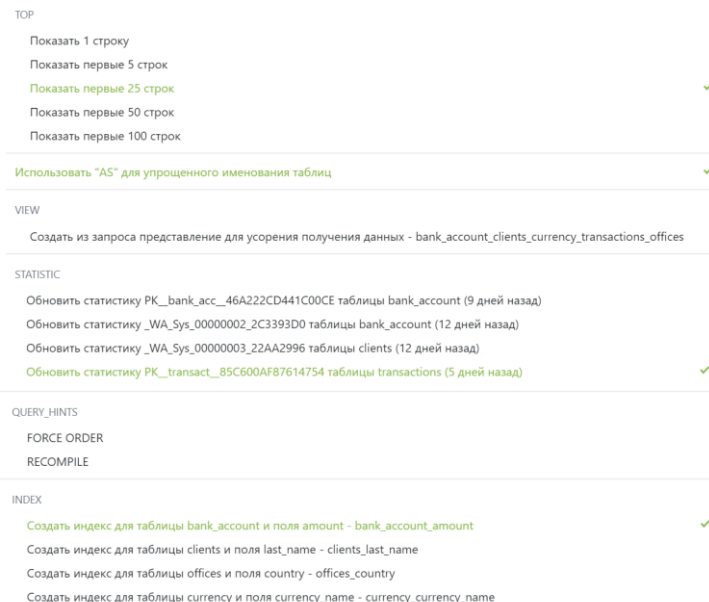 TOP
Показать 1 строку
Показать первые 5 строк
Показать первые 25 строк
Показать первые 50 строк
Показать первые 100 строк
Использовать "AS" для упрощенного именования таблиц
VIEW
Создать из запроса представление для усорения получения данных - bank_account_clients_currency_transactions_offices
STATISTIC
Обновить статистику PK__bank_acc__46A222CD441C00CE таблицы bank_account (9 дней назад)
Обновить статистику _WA_Sys_00000002_2C3393D0 таблицы bank_account (12 дней назад)
Обновить статистику _WA_Sys_00000003_22AA2996 таблицы clients (12 дней назад)
Обновить статистику PK__transact__85C600AF87614754 таблицы transactions (5 дней назад)
QUERY_HINTS
FORCE ORDER
RECOMPILE
INDEX
Создать индекс для таблицы bank_account и поля amount - bank_account_amount
Создать индекс для таблицы clients и поля last_name - clients_last_name
Создать индекс для таблицы offices и поля country - offices_country
Создать индекс для таблицы currency и поля currency_name - currency_currency_name